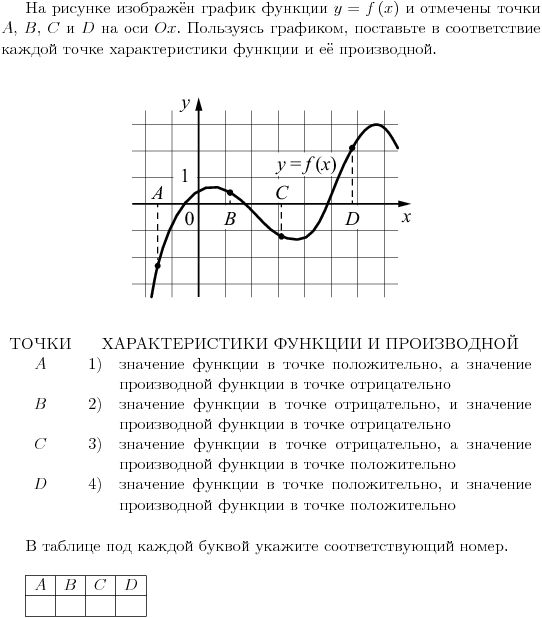 На рисунке изображён график функции y = f (x) и отмечены точки
A, B, C и D на оси Ox. Пользуясь графиком, поставьте в соответствие
каждой точке характеристики функции и её производной.
y
y = f (x)
1
A
C
0
B
D
x
ТОЧКИ ХАРАКТЕРИСТИКИ ФУНКЦИИ И ПРОИЗВОДНОЙ
A 1) значение функции в точке положительно, а значение
производной функции в точке отрицательно
B 2) значение функции в точке отрицательно, и значение
производной функции в точке отрицательно
C 3) значение функции в точке отрицательно, а значение
производной функции в точке положительно
D 4) значение функции в точке положительно, и значение
производной функции в точке положительно
В таблице под каждой буквой укажите соответствующий номер.
A B C D